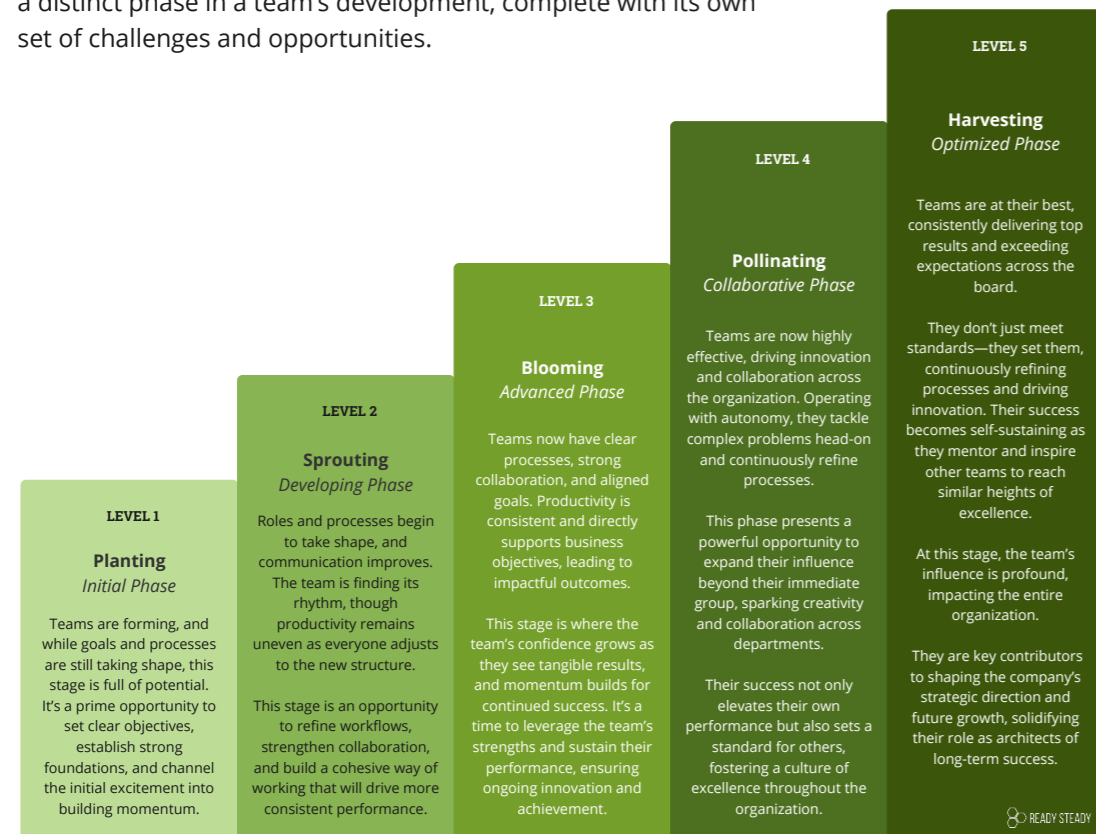 a distinct phase in a team's development, complete with its own
set of challenges and opportunities.
LEVEL 1
Planting
Initial Phase
Teams are forming, and
while goals and processes
are still taking shape, this
stage is full of potential.
It's a prime opportunity to
set clear objectives,
establish strong
foundations, and channel
the initial excitement into
building momentum.
LEVEL 2
Sprouting
Developing Phase
Roles and processes begin
to take shape, and
communication improves.
The team is finding its
rhythm, though
productivity remains
uneven as everyone adjusts
to the new structure.
This stage is an opportunity
to refine workflows,
strengthen collaboration,
and build a cohesive way of
working that will drive more
consistent performance.
LEVEL 3
Blooming
Advanced Phase
Teams now have clear
processes, strong
collaboration, and aligned
goals. Productivity is
consistent and directly
supports business
objectives, leading to
impactful outcomes.
This stage is where the
team's confidence grows as
they see tangible results,
and momentum builds for
continued success. It's a
time to leverage the team's
strengths and sustain their
performance, ensuring
ongoing innovation and
achievement.
LEVEL 4
Pollinating
Collaborative Phase
Teams are now highly
effective, driving innovation
and collaboration across
the organization. Operating
with autonomy, they tackle
complex problems head-on
and continuously refine
processes.
This phase presents a
powerful opportunity to
expand their influence
beyond their immediate
group, sparking creativity
and collaboration across
departments.
Their success not only
elevates their own
performance but also sets a
standard for others,
fostering a culture of
excellence throughout the
organization.
LEVEL 5
Harvesting
Optimized Phase
Teams are at their best,
consistently delivering top
results and exceeding
expectations across the
board.
They don't just meet
standards—they set them,
continuously refining
processes and driving
innovation. Their success
becomes self-sustaining as
they mentor and inspire
other teams to reach
similar heights of
excellence.
At this stage, the team's
influence is profound,
impacting the entire
organization.
They are key contributors
to shaping the company's
strategic direction and
future growth, solidifying
their role as architects of
long-term success.
READY STEADY